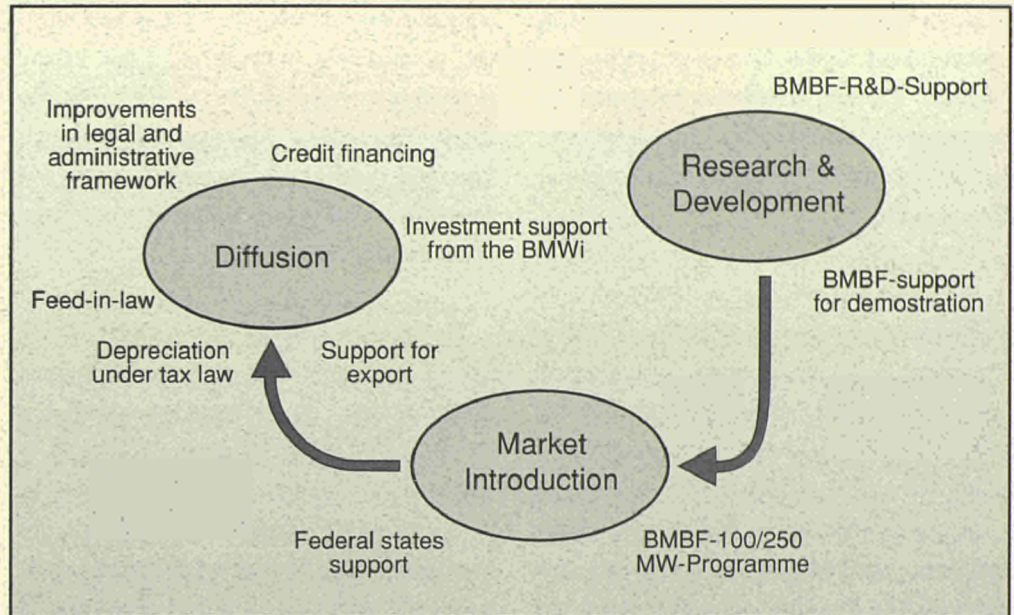 BMBF-R&D-Support
Research &
Development
BMBF-support
for demostration
Improvements
in legal and
administrative
framework
Credit financing
Investment support
from the BMWi
Diffusion
Feed-in-law
Depreciation
under tax law
Support for
export
Market
Introduction
Federal states
support
BMBF-100/250
MW-Programme